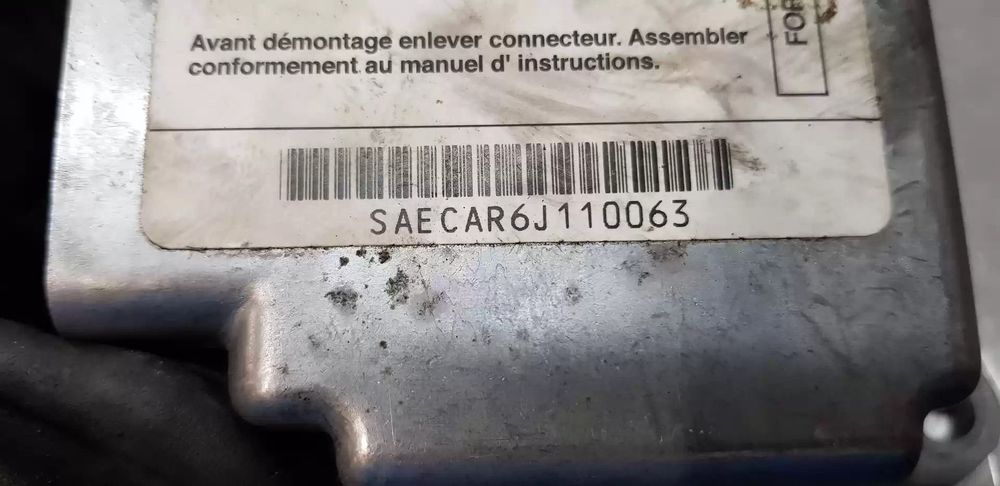 Avant démontage enlever connecteur. Assembler
conformement au manuel d' instructions.
SAECAR6J110063